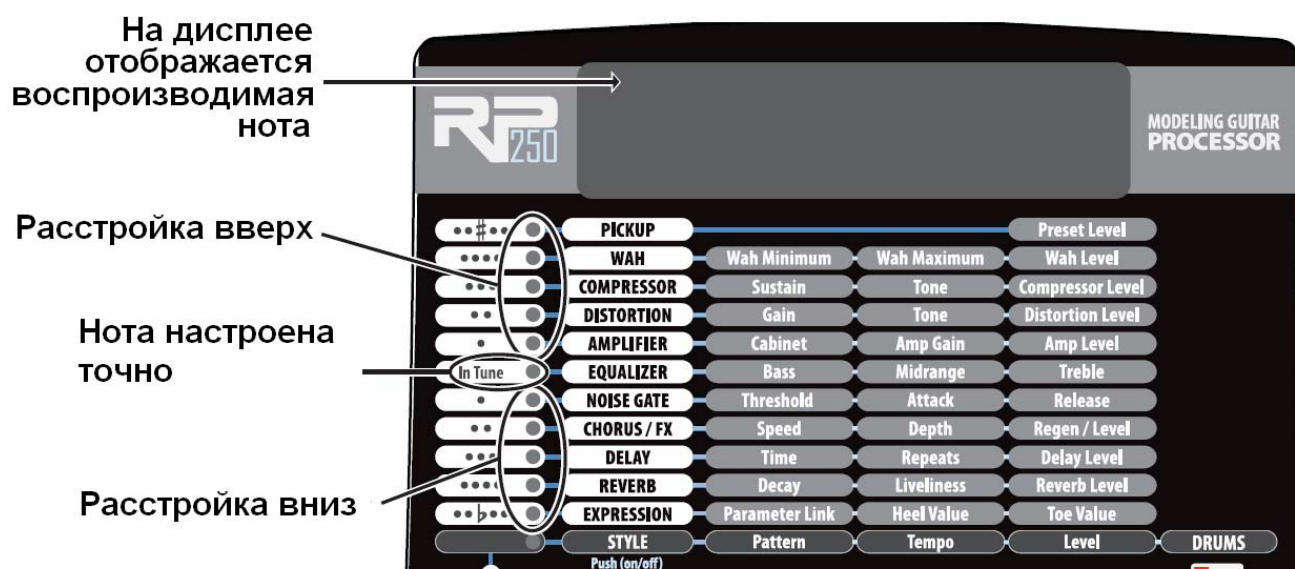 На дисплее
отображается
воспроизводимая
нота
RP250
MODELING GUITAR
PROCESSOR
Расстройка вверх
Нота настроена
точно
Расстройка вниз
♯ PICKUP Preset Level
WAH Wah Minimum Wah Maximum Wah Level
COMPRESSOR Sustain Tone Compressor Level
DISTORTION Gain Tone Distortion Level
AMPLIFIER Cabinet Amp Gain Amp Level
In Tune EQUALIZER Bass Midrange Treble
NOISE GATE Threshold Attack Release
CHORUS / FX Speed Depth Regen / Level
DELAY Time Repeats Delay Level
REVERB Decay Liveliness Reverb Level
♭ EXPRESSION Parameter Link Heel Value Toe Value
STYLE Pattern Tempo Level DRUMS
Push (on/off)